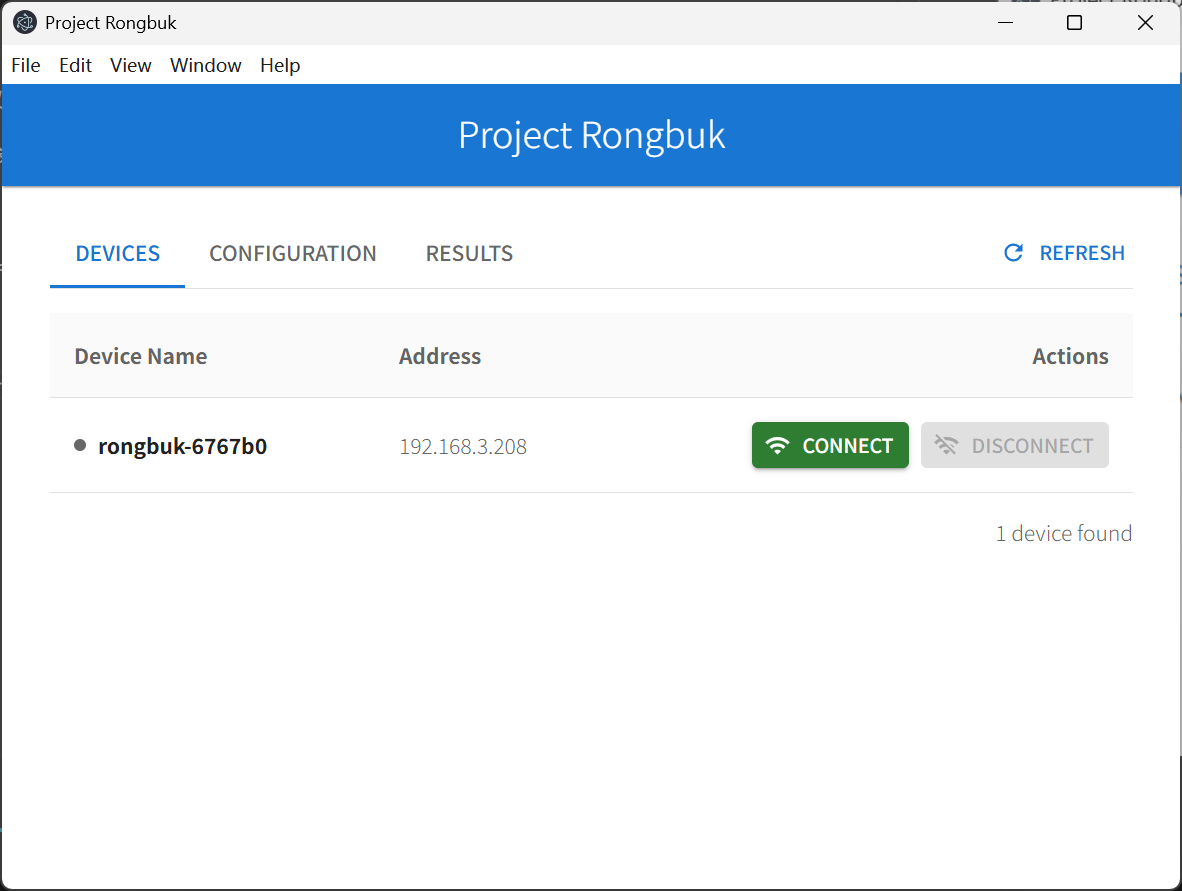 Project Rongbuk
File Edit View Window Help
Project Rongbuk
DEVICES CONFIGURATION RESULTS REFRESH
Device Name Address Actions
rongbuk-6767b0 192.168.3.208 CONNECT DISCONNECT
1 device found